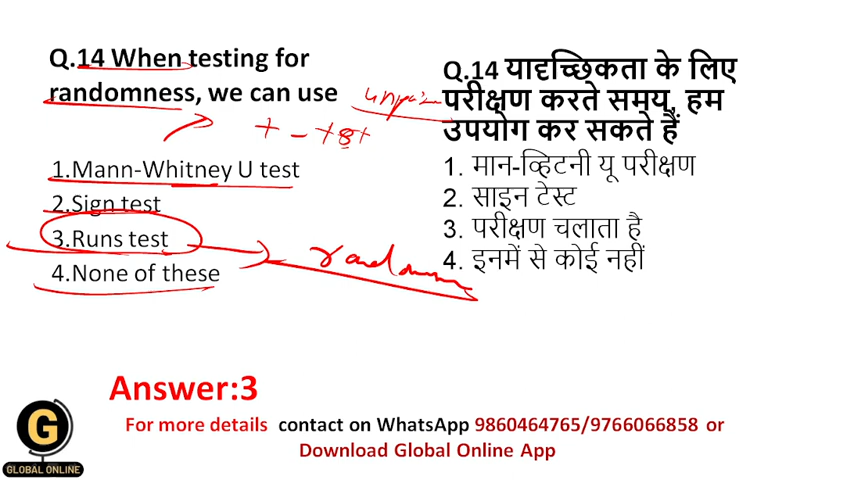 Q.14 When testing for
randomness, we can use
+ - + s +
1.Mann-Whitney U test
2.Sign test
3.Runs test
4.None of these
random
Q.14 यादृच्छिकता के लिए
परीक्षण करते समय, हम
उपयोग कर सकते हैं
1. मान-व्हिटनी यू परीक्षण
2. साइन टेस्ट
3. परीक्षण चलाता है
4. इनमें से कोई नहीं
Answer:3
For more details contact on WhatsApp 9860464765/9766066858 or
Download Global Online App
G
GLOBAL ONLINE